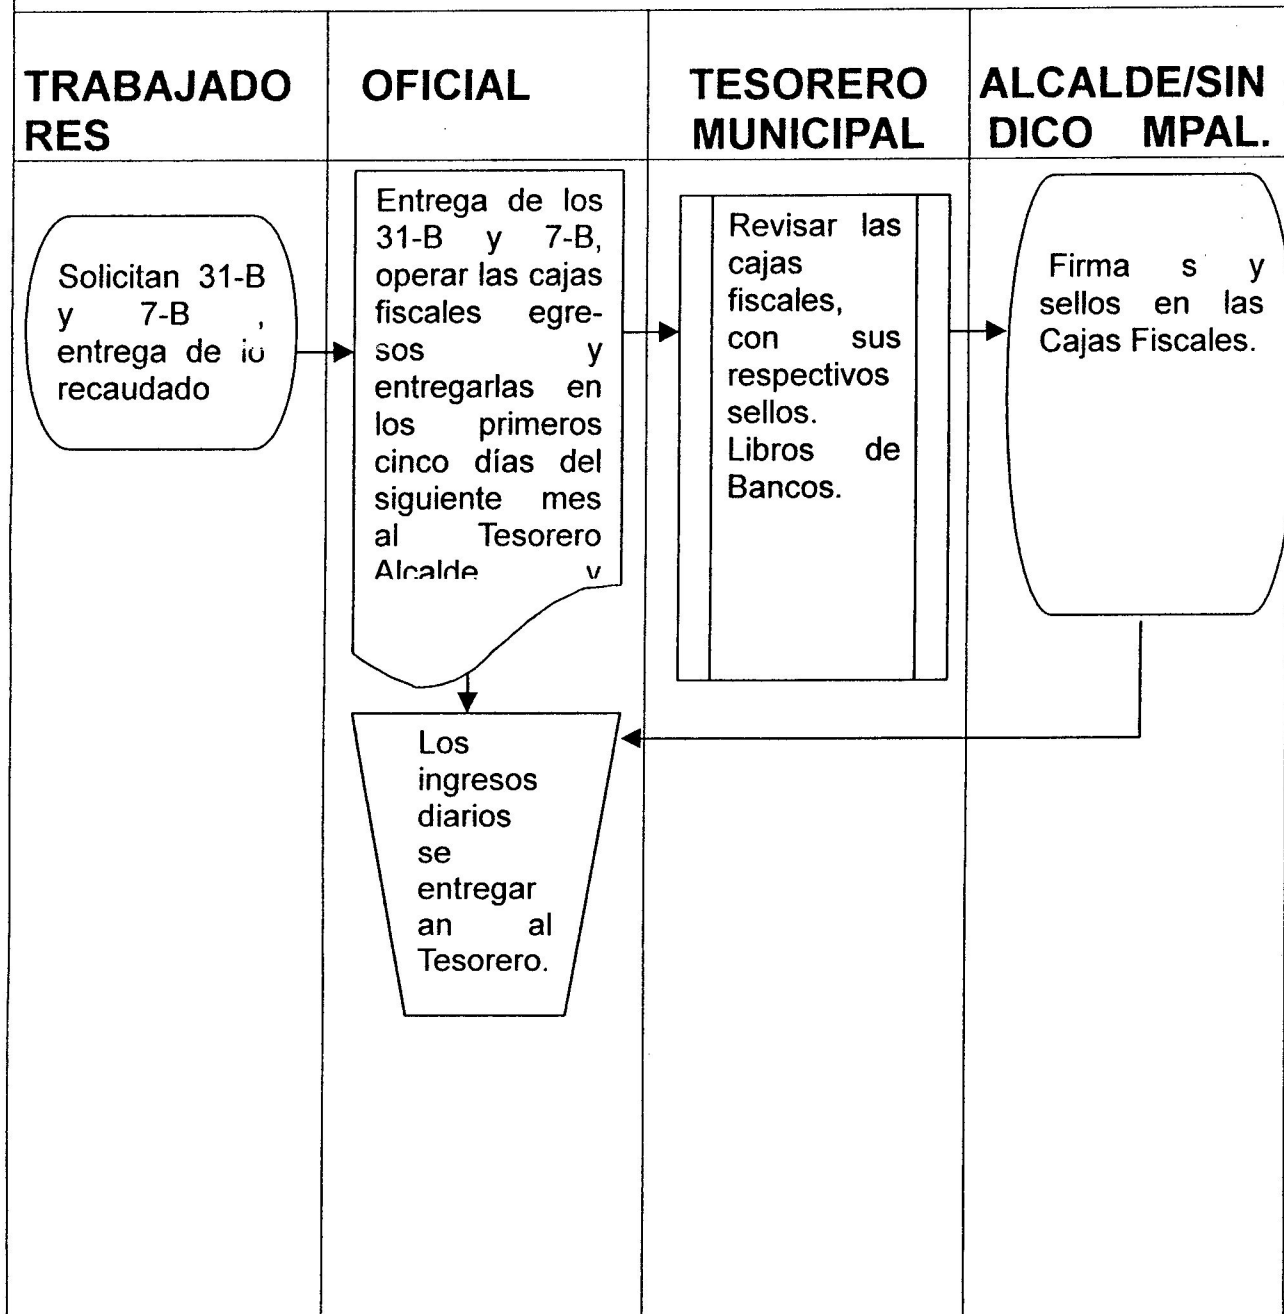 TRABAJADO
RES
OFICIAL
TESORERO
MUNICIPAL
ALCALDE/SIN
DICO MPAL.
Solicitan 31-B
y 7-B ,
entrega de lo
recaudado
Entrega de los
31-B y 7-B,
operar las cajas
fiscales egre-
sos y
entregarlas en
los primeros
cinco días del
siguiente mes
al Tesorero
Alcalde y
Revisar las
cajas
fiscales,
con sus
respectivos
sellos.
Libros de
Bancos.
Firma s y
sellos en las
Cajas Fiscales.
Los
ingresos
diarios
se
entregar
an al
Tesorero.